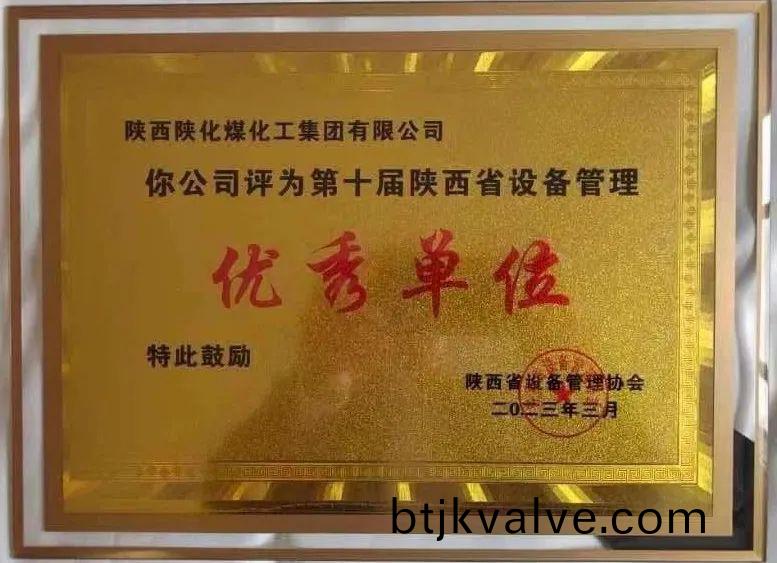 陕西陕化煤化工集团有限公司
你公司评为第十届陕西省设备管理
优秀单位
特此鼓励
陕西省设备管理协会
二〇二三年三月
btjkvalve.com